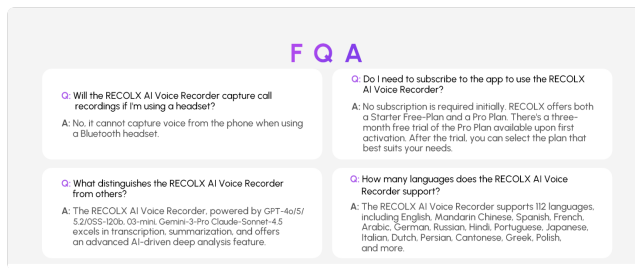 F Q A
Q: Will the RECOLX AI Voice Recorder capture call
recordings if I'm using a headset?
A: No, it cannot capture voice from the phone when using
a Bluetooth headset.
Q: Do I need to subscribe to the app to use the RECOLX
AI Voice Recorder?
A: No subscription is required initially. RECOLX offers both
a Starter Free-Plan and a Pro Plan. There's a three-
month free trial of the Pro Plan available upon first
activation. After the trial, you can select the plan that
best suits your needs.
Q: What distinguishes the RECOLX AI Voice Recorder
from others?
A: The RECOLX AI Voice Recorder, powered by GPT-4o/5/
5.2/0SS-120b, 03-mini, Gemini-3-Pro Claude-Sonnet-4.5
excels in transcription, summarization, and offers
an advanced AI-driven deep analysis feature.
Q: How many languages does the RECOLX AI Voice
Recorder support?
A: The RECOLX AI Voice Recorder supports 112 languages,
including English, Mandarin Chinese, Spanish, French,
Arabic, German, Russian, Hindi, Portuguese, Japanese,
Italian, Dutch, Persian, Cantonese, Greek, Polish,
and more.